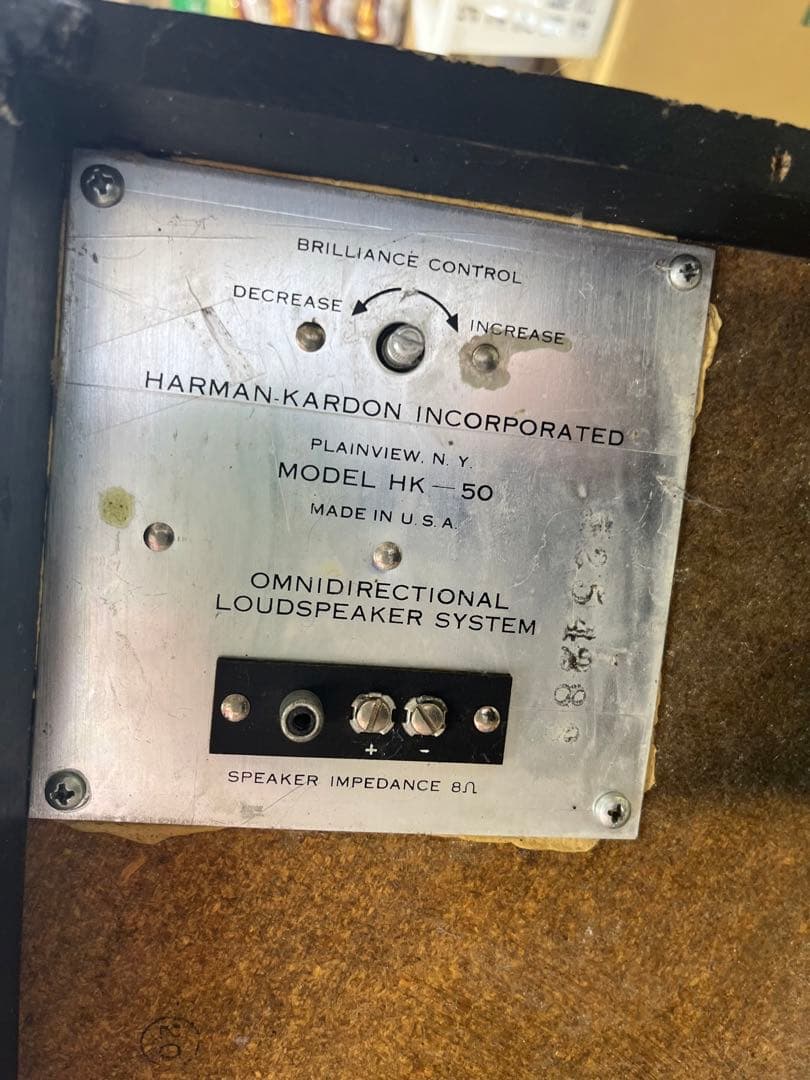 BRILLIANCE CONTROL
DECREASE
INCREASE
HARMAN-KARDON INCORPORATED
PLAINVIEW, N. Y.
MODEL HK—50
MADE IN U.S.A.
OMNIDIRECTIONAL
LOUDSPEAKER SYSTEM
+ -
SPEAKER IMPEDANCE 8Ω